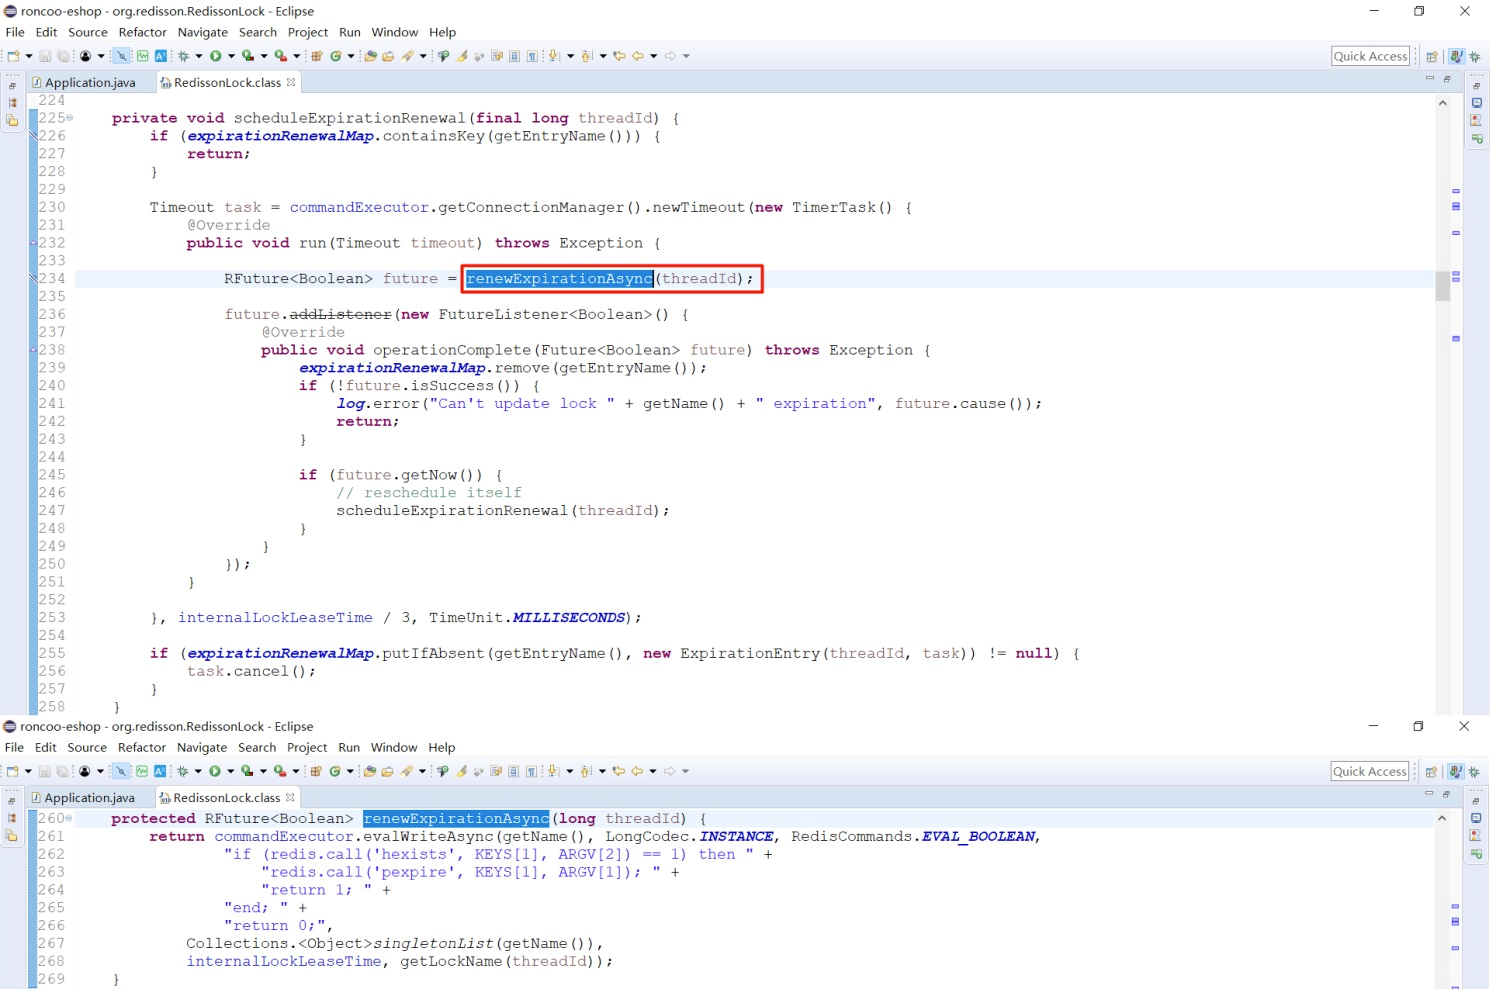 roncoo-eshop - org.redisson.RedissonLock - Eclipse
File Edit Source Refactor Navigate Search Project Run Window Help
Quick Access
Application.java RedissonLock.class
224
225 private void scheduleExpirationRenewal(final long threadId) {
226 if (expirationRenewalMap.containsKey(getEntryName())) {
227 return;
228 }
229
230 Timeout task = commandExecutor.getConnectionManager().newTimeout(new TimerTask() {
231 @Override
232 public void run(Timeout timeout) throws Exception {
233
234 RFuture<Boolean> future = renewExpirationAsync(threadId);
235
236 future.addListener(new FutureListener<Boolean>() {
237 @Override
238 public void operationComplete(Future<Boolean> future) throws Exception {
239 expirationRenewalMap.remove(getEntryName());
240 if (!future.isSuccess()) {
241 log.error("Can't update lock " + getName() + " expiration", future.cause());
242 return;
243 }
244
245 if (future.getNow()) {
246 // reschedule itself
247 scheduleExpirationRenewal(threadId);
248 }
249 }
250 });
251 }
252
253 }, internalLockLeaseTime / 3, TimeUnit.MILLISECONDS);
254
255 if (expirationRenewalMap.putIfAbsent(getEntryName(), new ExpirationEntry(threadId, task)) != null) {
256 task.cancel();
257 }
258 }
roncoo-eshop - org.redisson.RedissonLock - Eclipse
File Edit Source Refactor Navigate Search Project Run Window Help
Quick Access
Application.java RedissonLock.class
260 protected RFuture<Boolean> renewExpirationAsync(long threadId) {
261 return commandExecutor.evalWriteAsync(getName(), LongCodec.INSTANCE, RedisCommands.EVAL_BOOLEAN,
262 "if (redis.call('hexists', KEYS[1], ARGV[2]) == 1) then " +
263 "redis.call('pexpire', KEYS[1], ARGV[1]); " +
264 "return 1; " +
265 "end; " +
266 "return 0;",
267 Collections.<Object>singletonList(getName()),
268 internalLockLeaseTime, getLockName(threadId));
269 }